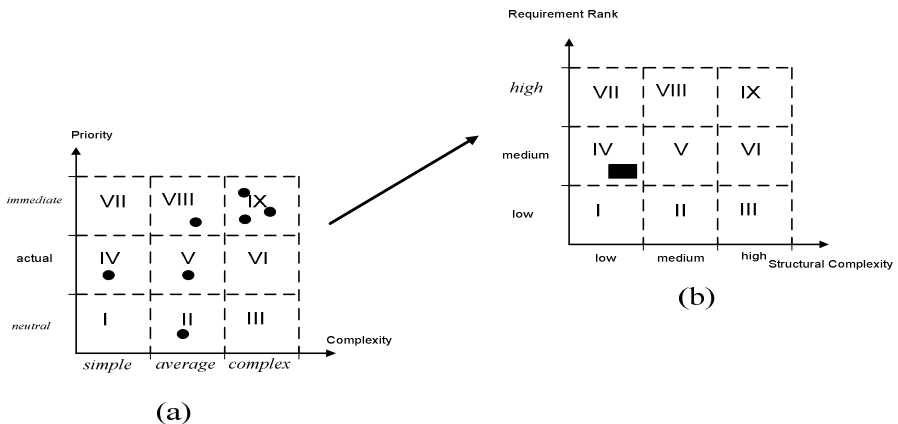 Priority
immediate VII VIII IX
actual IV V VI
neutral I II III
Complexity
simple average complex
(a)
Requirement Rank
high VII VIII IX
medium IV V VI
low I II III
low medium high Structural Complexity
(b)